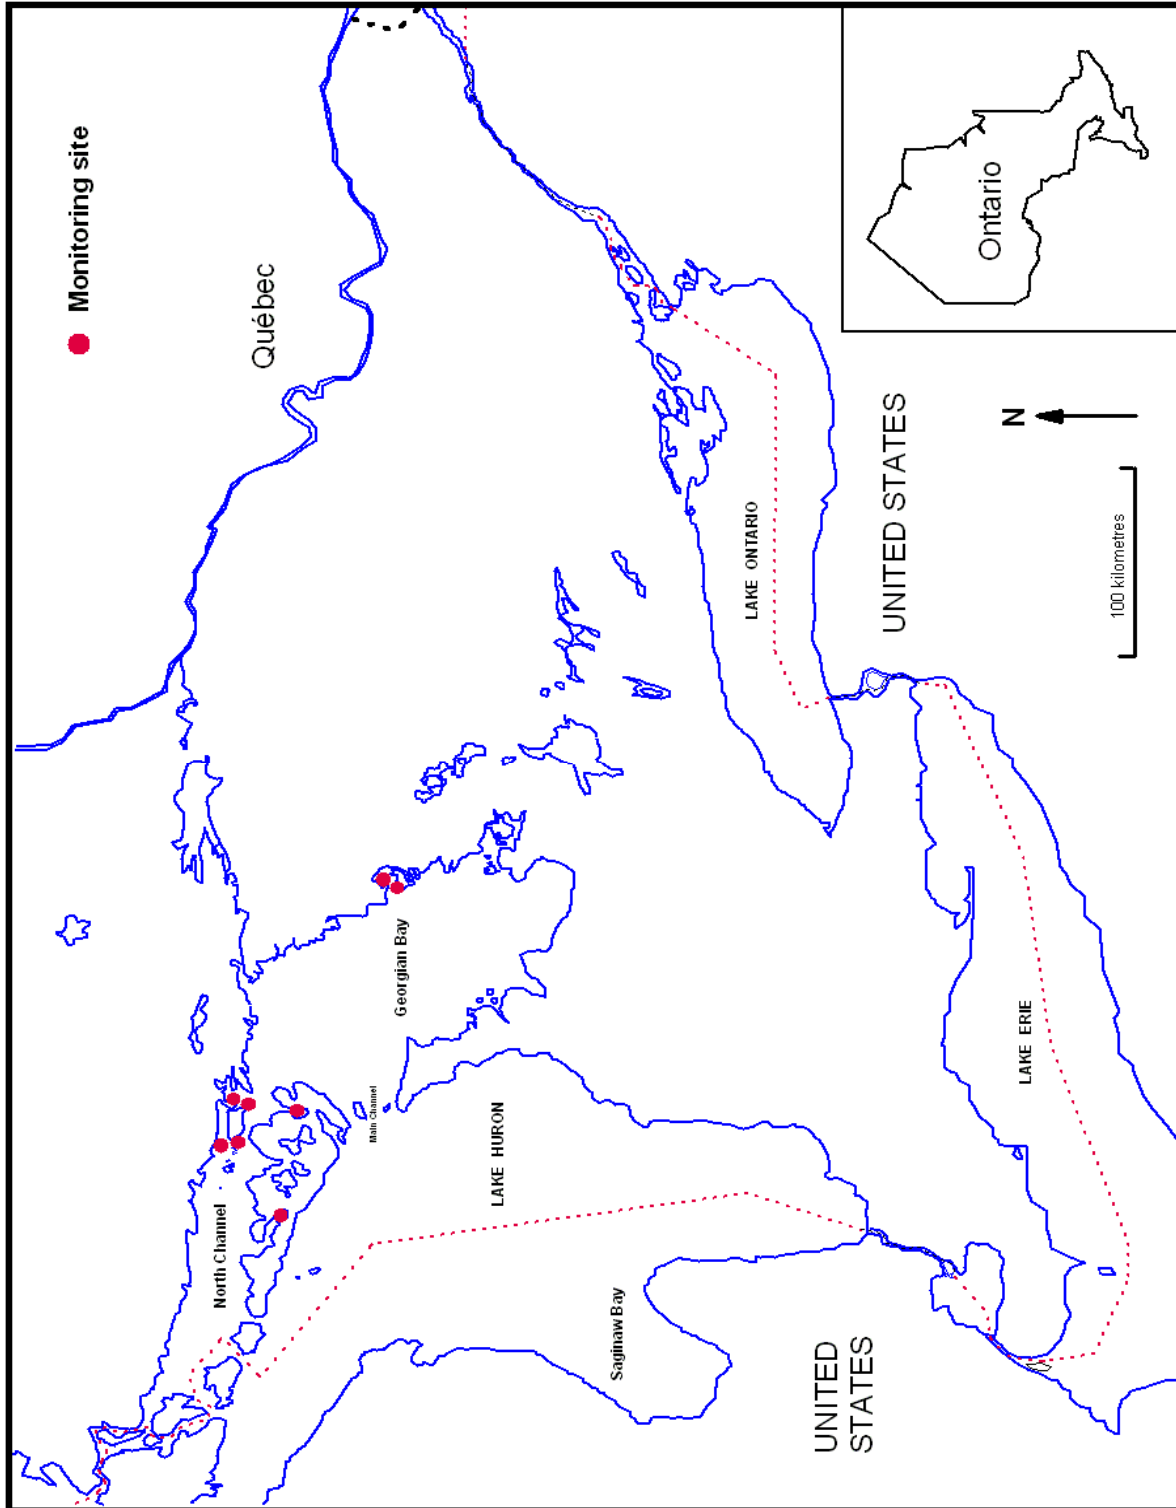 Monitoring site
Québec
Ontario
Georgian Bay
Main Channel
North Channel
LAKE HURON
Saginaw Bay
LAKE ONTARIO
UNITED STATES
N
100 kilometres
LAKE ERIE
UNITED
STATES